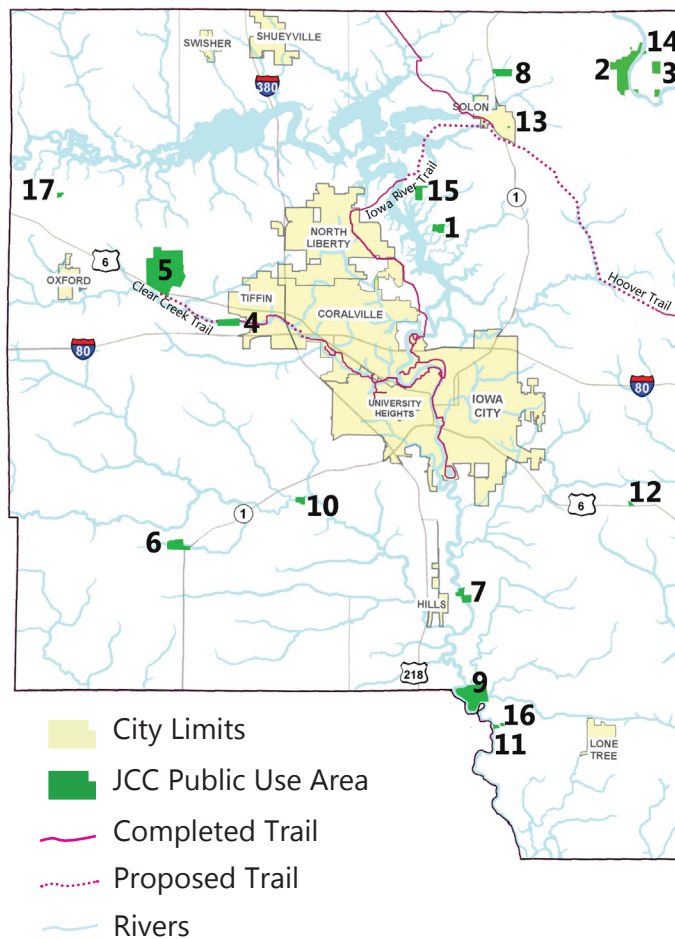 SHUEYVILLE
SWISHER
14
2
3
8
380
SOLON
13
17
15
Iowa River Trail
1
1
NORTH
LIBERTY
6
5
OXFORD
Hoover Trail
Clear Creek Trail
TIFFIN
CORALVILLE
4
80
80
UNIVERSITY
HEIGHTS
IOWA
CITY
10
12
6
1
6
7
HILLS
218
9
16
11
LONE
TREE
City Limits
JCC Public Use Area
Completed Trail
Proposed Trail
Rivers